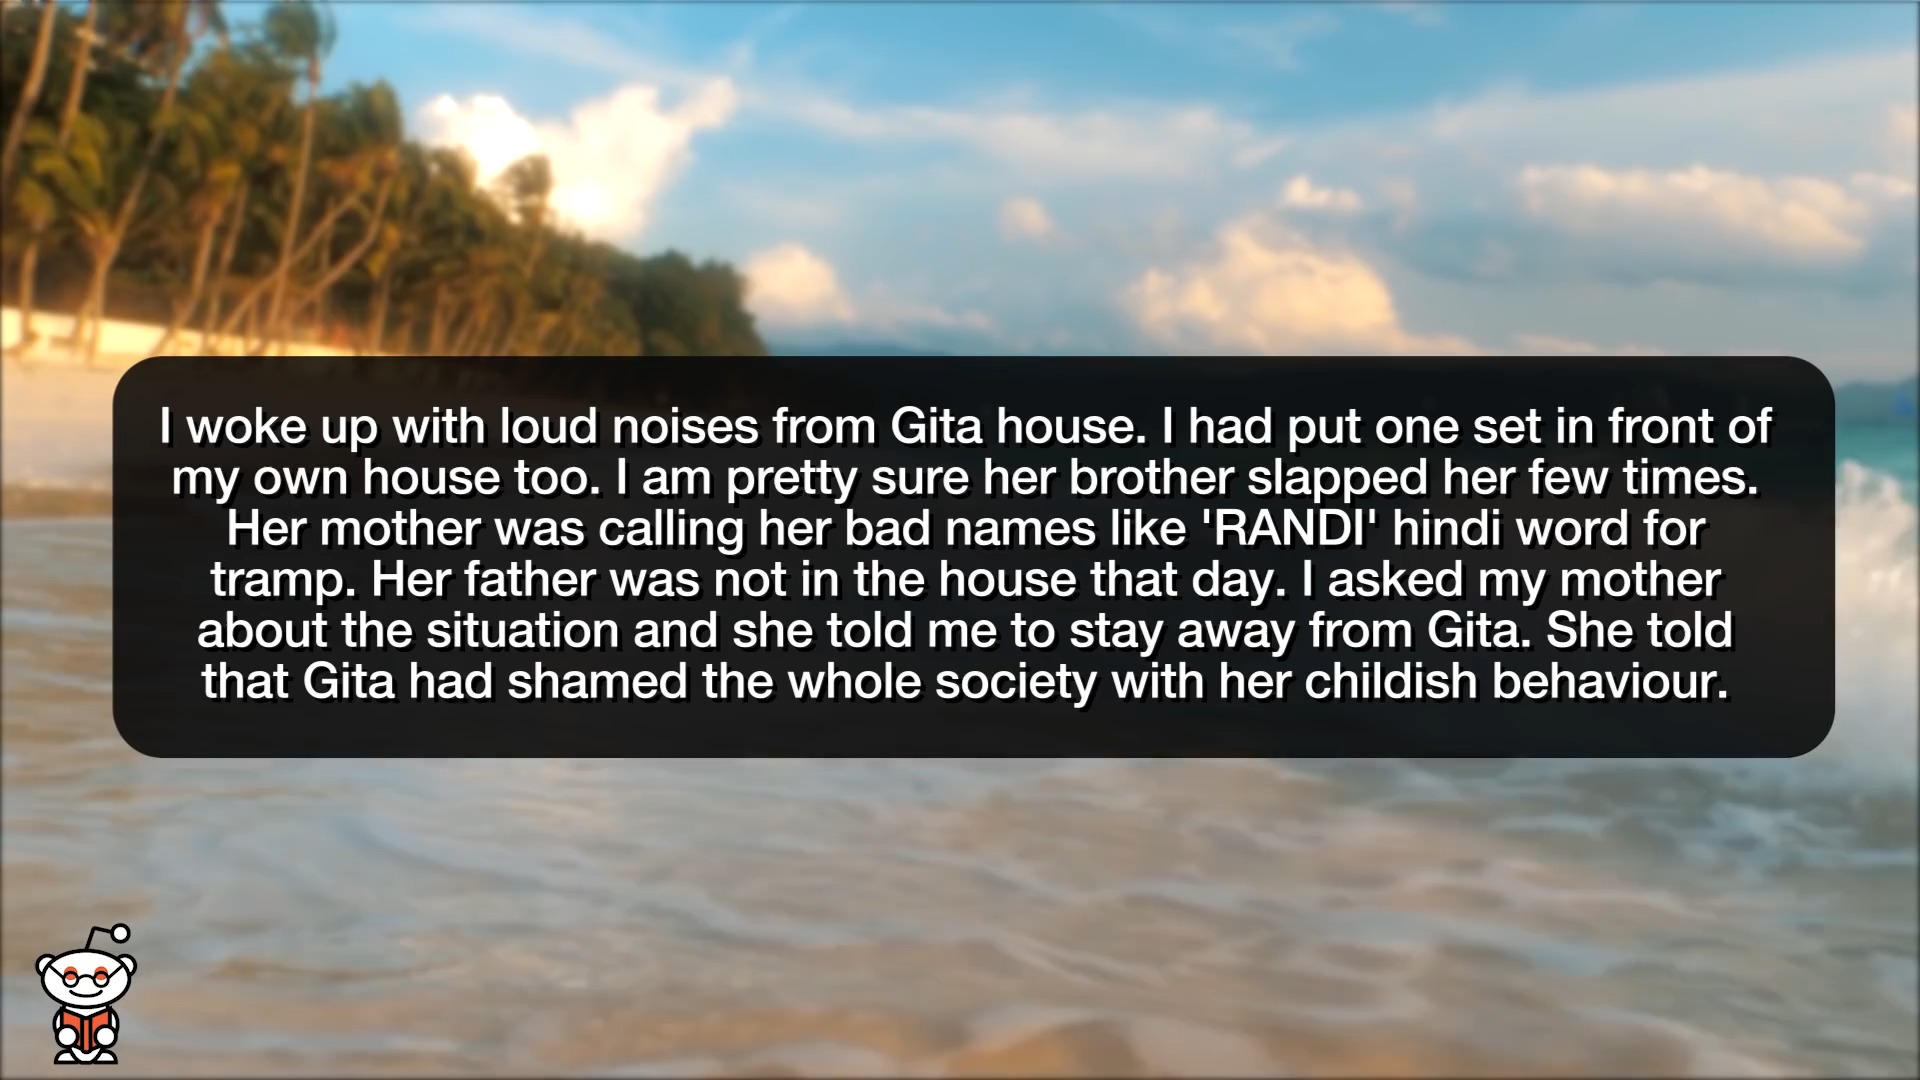 I woke up with loud noises from Gita house. I had put one set in front of
my own house too. I am pretty sure her brother slapped her few times.
Her mother was calling her bad names like 'RANDI' hindi word for
tramp. Her father was not in the house that day. I asked my mother
about the situation and she told me to stay away from Gita. She told
that Gita had shamed the whole society with her childish behaviour.